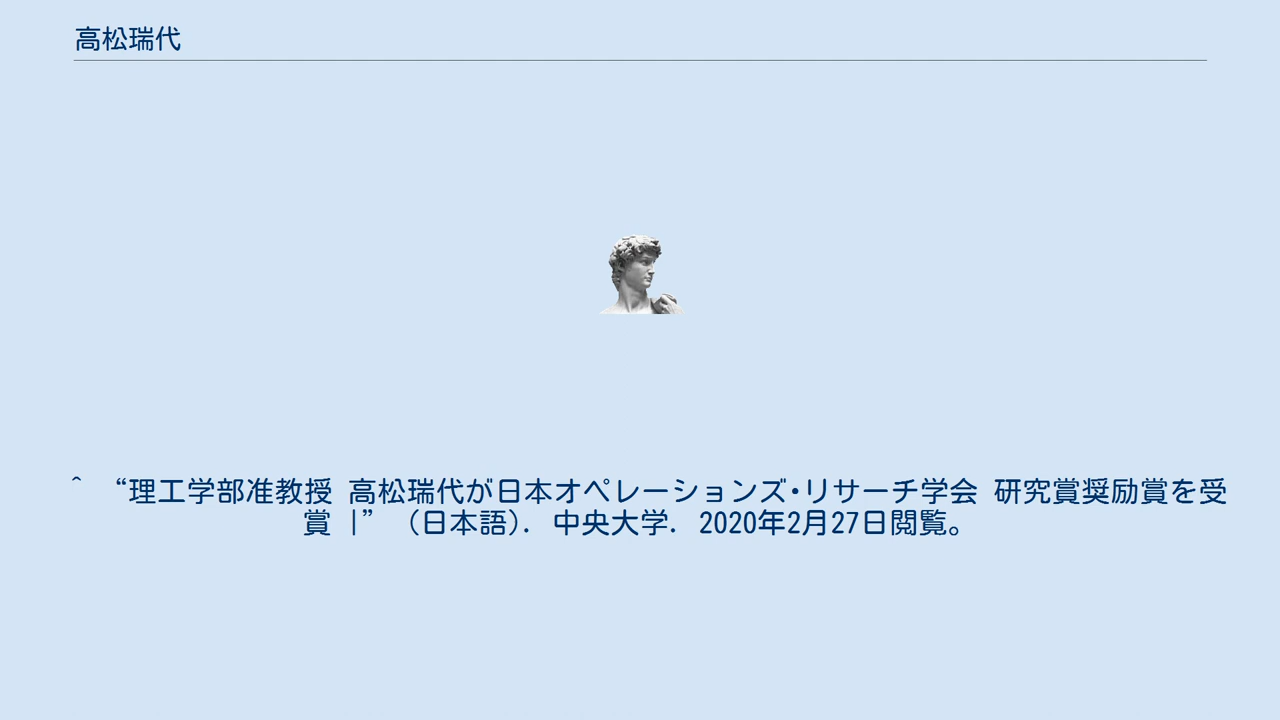 高松瑞代
^ “理工学部准教授 高松瑞代が日本オペレーションズ・リサーチ学会 研究賞奨励賞を受
賞 |” (日本語). 中央大学. 2020年2月27日閲覧。